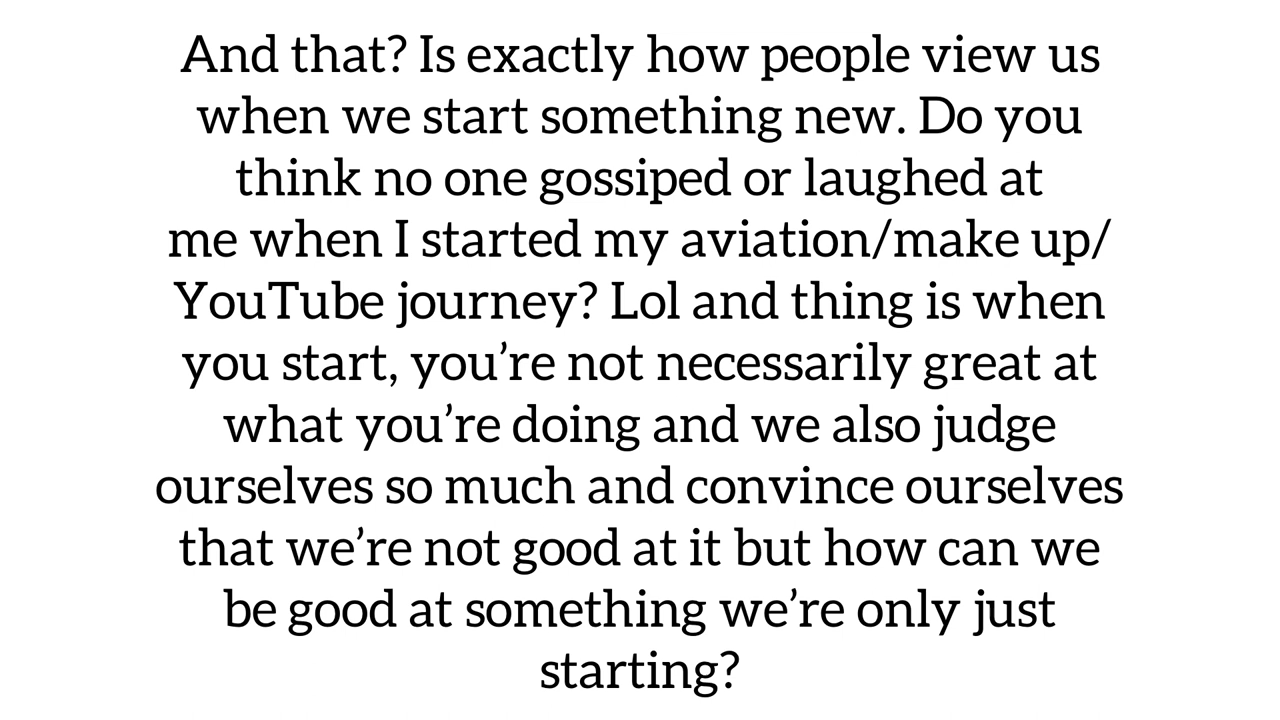 And that? Is exactly how people view us
when we start something new. Do you
think no one gossiped or laughed at
me when I started my aviation/make up/
YouTube journey? Lol and thing is when
you start, you’re not necessarily great at
what you’re doing and we also judge
ourselves so much and convince ourselves
that we’re not good at it but how can we
be good at something we’re only just
starting?